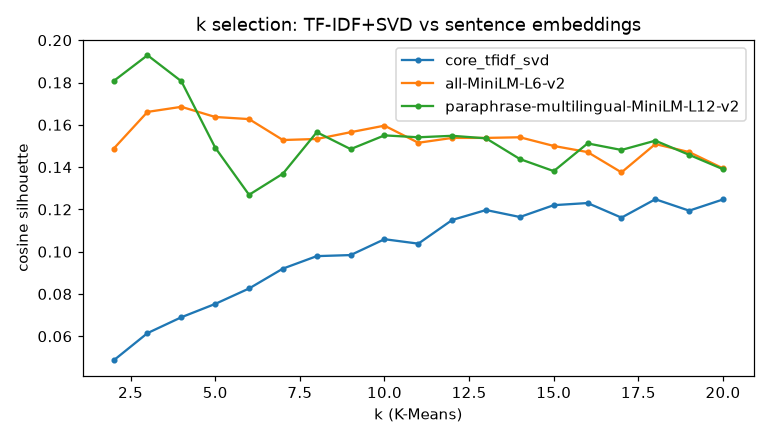 k selection: TF-IDF+SVD vs sentence embeddings
core_tfidf_svd
all-MiniLM-L6-v2
paraphrase-multilingual-MiniLM-L12-v2
cosine silhouette
0.20
0.18
0.16
0.14
0.12
0.10
0.08
0.06
2.5 5.0 7.5 10.0 12.5 15.0 17.5 20.0
k (K-Means)